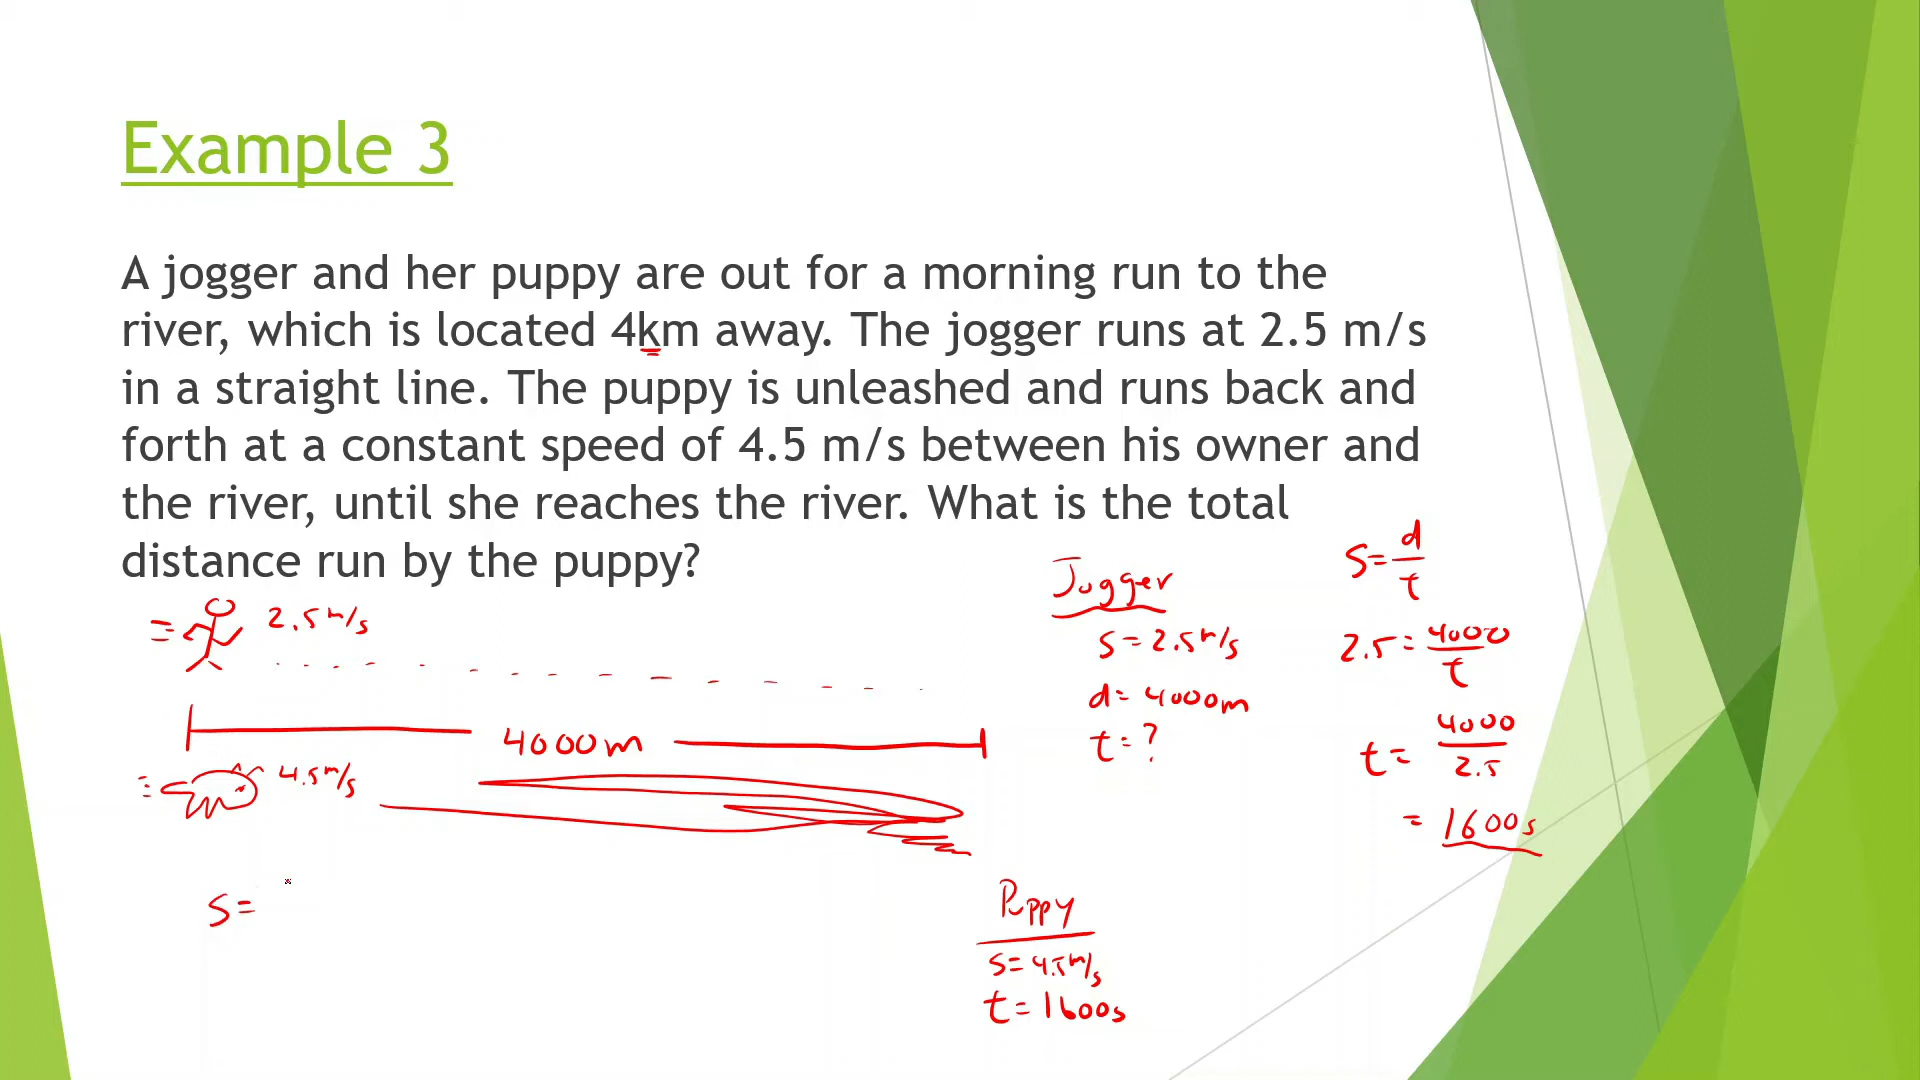 Example 3
A jogger and her puppy are out for a morning run to the
river, which is located 4km away. The jogger runs at 2.5 m/s
in a straight line. The puppy is unleashed and runs back and
forth at a constant speed of 4.5 m/s between his owner and
the river, until she reaches the river. What is the total
distance run by the puppy?
2.5 m/s
4000m
4.5 m/s
s=
Jogger
s = 2.5 m/s
d = 4000m
t = ?
s = d/t
2.5 = 4000/t
t = 4000/2.5
= 1600s
Puppy
s = 4.5 m/s
t = 1600s